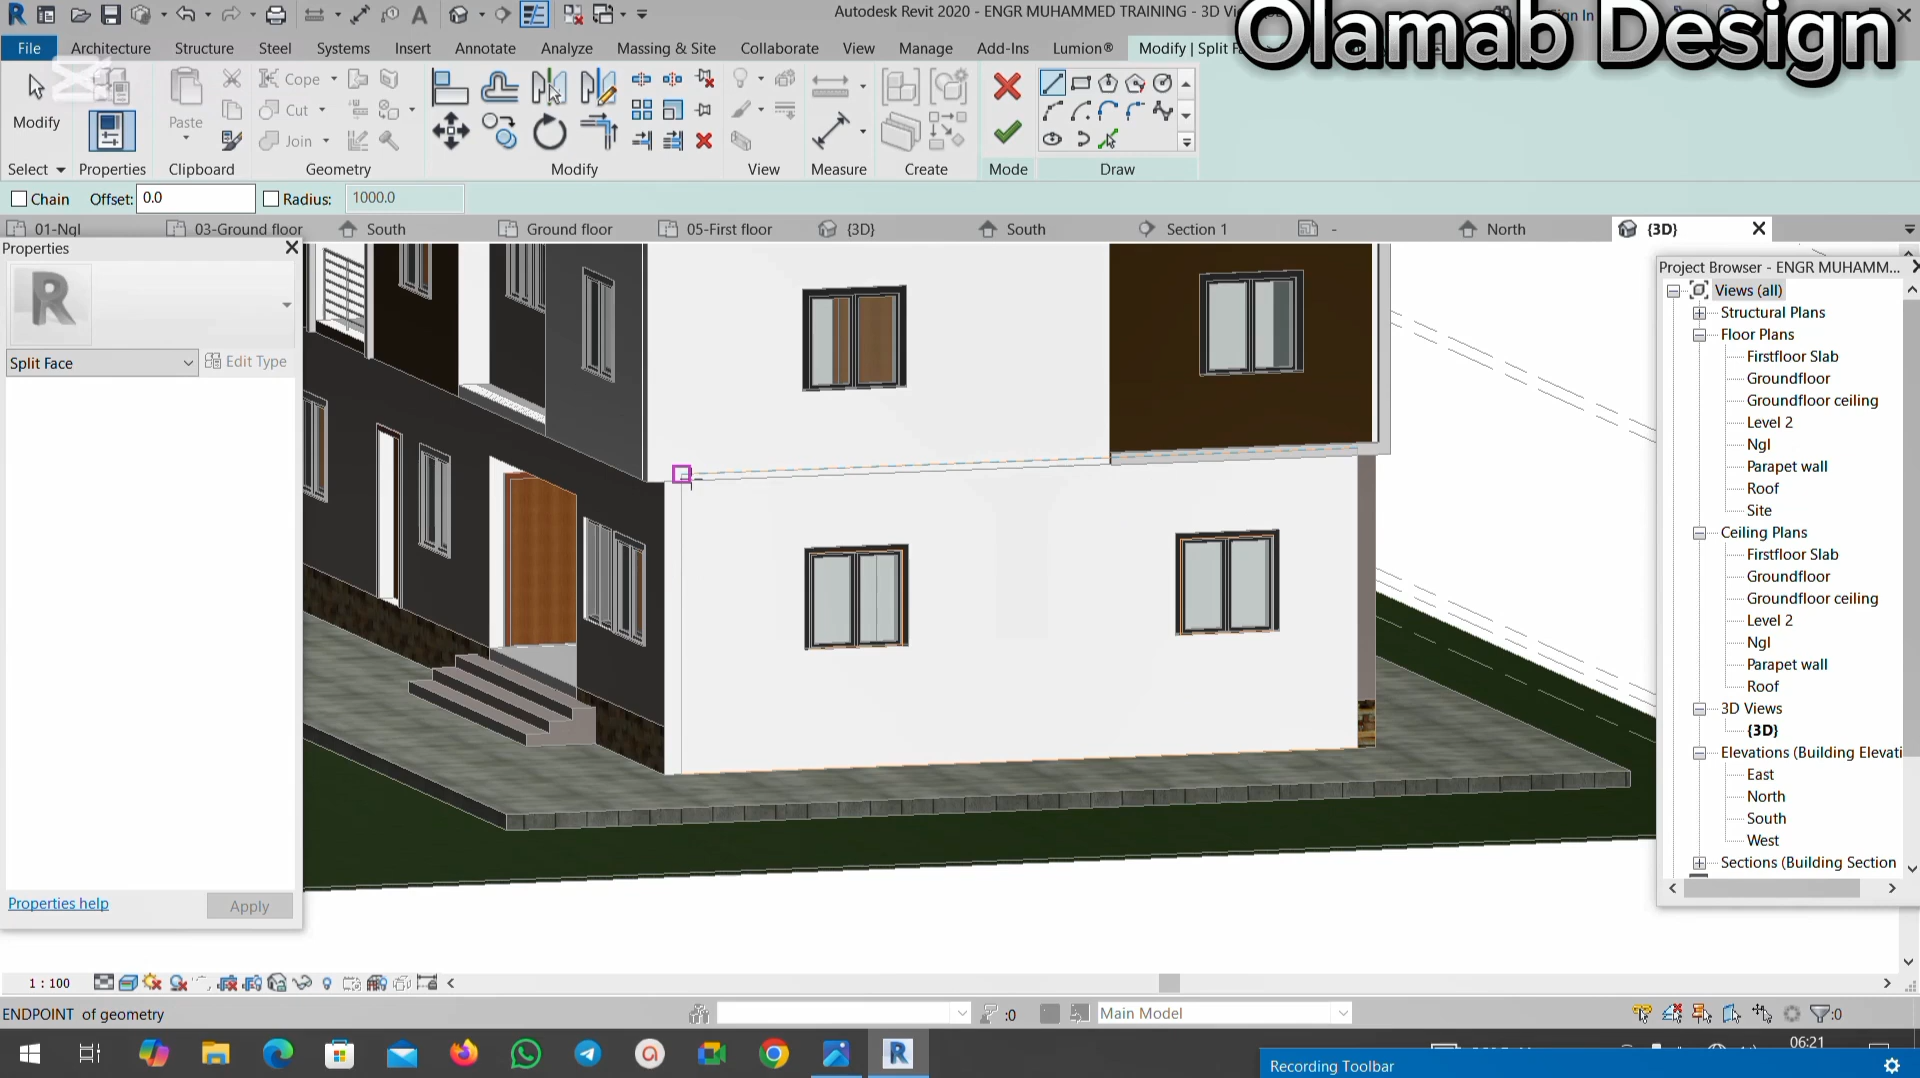 Autodesk Revit 2020 - ENGR MUHAMMED TRAINING - 3D Vi
Sign In
Olamab Design
File
Architecture
Structure
Steel
Systems
Insert
Annotate
Analyze
Massing & Site
Collaborate
View
Manage
Add-Ins
Lumion®
Modify | Split Fa
Modify
Paste
Cope
Cut
Join
Select
Properties
Clipboard
Geometry
Modify
View
Measure
Create
Mode
Draw
Chain
Offset:
0.0
Radius:
1000.0
01-Ngl
03-Ground floor
South
Ground floor
05-First floor
{3D}
South
Section 1
-
North
{3D}
Properties
R
Split Face
Edit Type
Properties help
Apply
Project Browser - ENGR MUHAMM...
Views (all)
Structural Plans
Floor Plans
Firstfloor Slab
Groundfloor
Groundfloor ceiling
Level 2
Ngl
Parapet wall
Roof
Site
Ceiling Plans
Firstfloor Slab
Groundfloor
Groundfloor ceiling
Level 2
Ngl
Parapet wall
Roof
3D Views
{3D}
Elevations (Building Elevati
East
North
South
West
Sections (Building Section
1 : 100
ENDPOINT of geometry
:0
Main Model
:0
06:21
Recording Toolbar